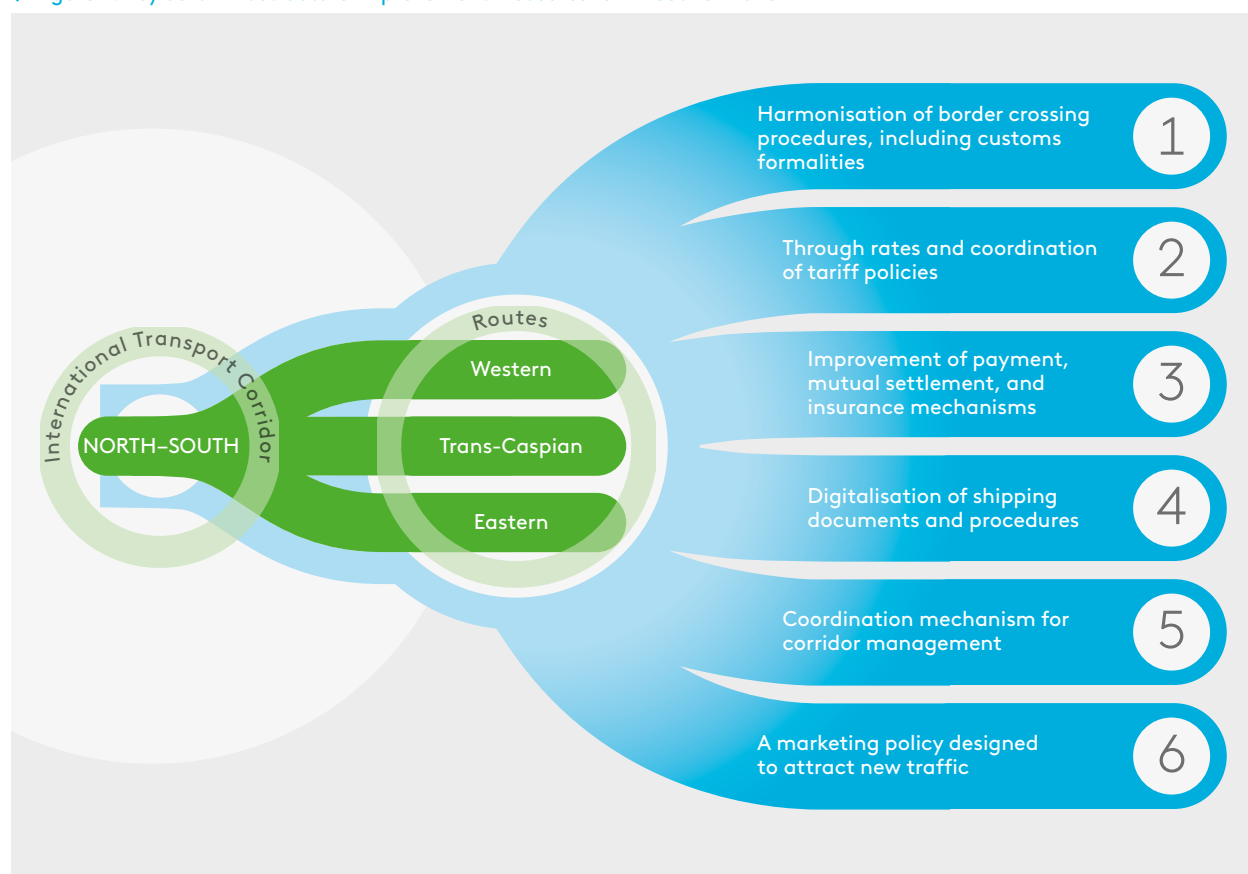 International Transport Corridor
NORTH–SOUTH
Routes
Western
Trans-Caspian
Eastern
Harmonisation of border crossing
procedures, including customs
formalities
1
Through rates and coordination
of tariff policies
2
Improvement of payment,
mutual settlement, and
insurance mechanisms
3
Digitalisation of shipping
documents and procedures
4
Coordination mechanism for
corridor management
5
A marketing policy designed
to attract new traffic
6